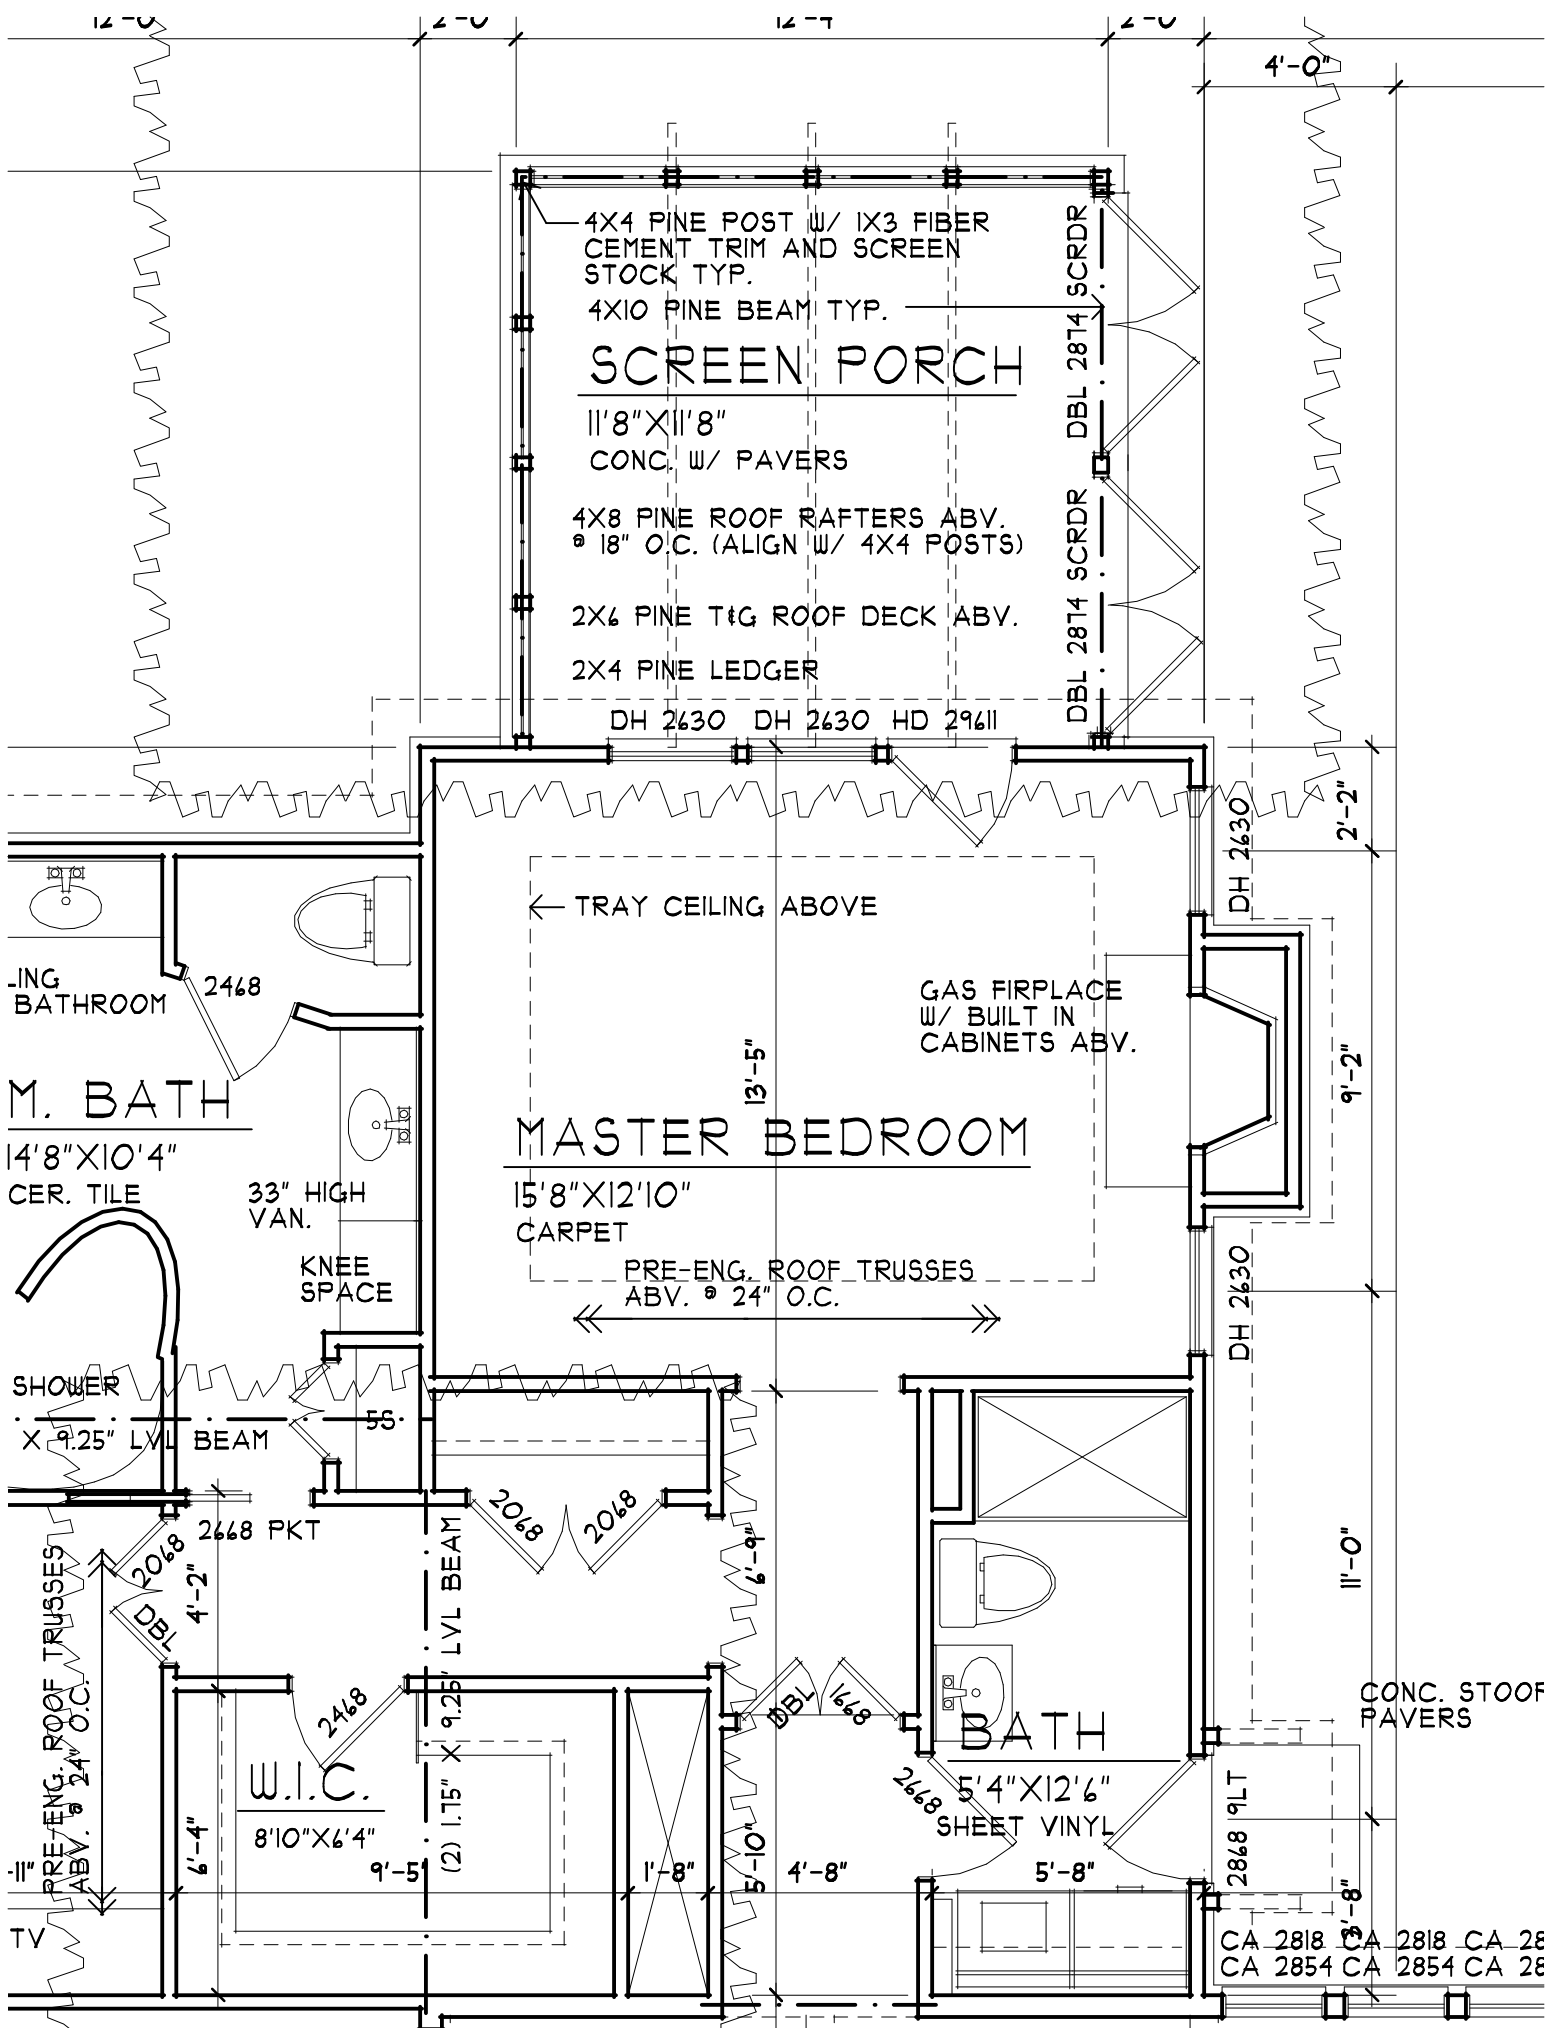 12'-0"
2'-0"
12'-4"
2'-0"
4'-0"
4X4 PINE POST W/ 1X3 FIBER
CEMENT TRIM AND SCREEN
STOCK TYP.
4X10 PINE BEAM TYP.
SCREEN PORCH
11'8"X11'8"
CONC. W/ PAVERS
4X8 PINE ROOF RAFTERS ABV.
@ 18" O.C. (ALIGN W/ 4X4 POSTS)
2X6 PINE T&G ROOF DECK ABV.
2X4 PINE LEDGER
DBL 2874 SCRDR
DBL 2874 SCRDR
DH 2630 DH 2630 HD 29611
DH 2630
2'-2"
TRAY CEILING ABOVE
-ING
BATHROOM
2468
GAS FIRPLACE
W/ BUILT IN
CABINETS ABV.
13'-5"
9'-2"
M. BATH
14'8"X10'4"
CER. TILE
MASTER BEDROOM
15'8"X12'10"
CARPET
33" HIGH
VAN.
KNEE
SPACE
PRE-ENG. ROOF TRUSSES
ABV. @ 24" O.C.
DH 2630
SHOWER
5S
X 9.25" LVL BEAM
2668 PKT
2068
DBL
4'-2"
2068
2068
6'-9"
11'-0"
PRE-ENG. ROOF TRUSSES
ABV. @ 24" O.C.
(2) 1.75" X 9.25" LVL BEAM
2468
DBL
1668
CONC. STOOP
PAVERS
W.I.C.
8'10"X6'4"
BATH
5'4"X12'6"
SHEET VINYL
2668
2868 9LT
6'-4"
-11"
9'-5"
1'-8"
5'-10"
4'-8"
5'-8"
3'-8"
TV
CA 2818 CA 2818 CA 28
CA 2854 CA 2854 CA 28